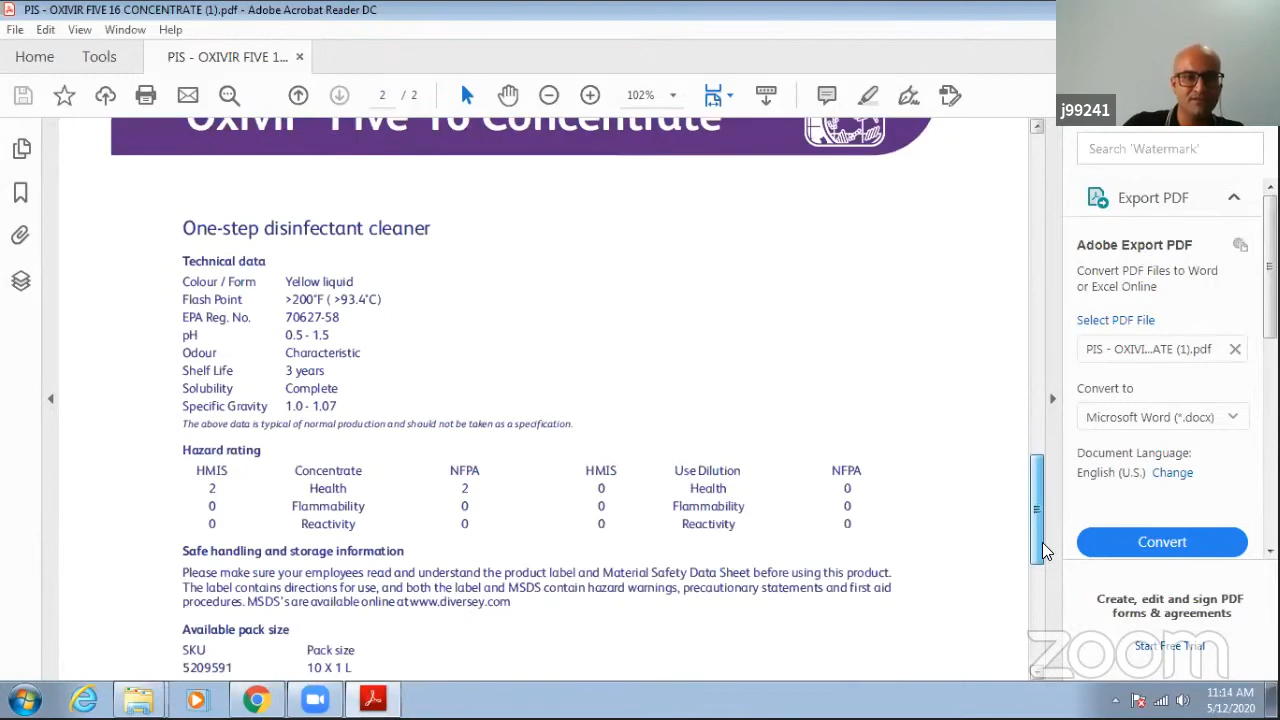 PIS - OXIVIR FIVE 16 CONCENTRATE (1).pdf - Adobe Acrobat Reader DC
File Edit View Window Help
Home Tools PIS - OXIVIR FIVE 1... ×
2 / 2 102%
j99241
Oxivir Five 16 Concentrate
One-step disinfectant cleaner
Technical data
Colour / Form Yellow liquid
Flash Point >200°F ( >93.4°C)
EPA Reg. No. 70627-58
pH 0.5 - 1.5
Odour Characteristic
Shelf Life 3 years
Solubility Complete
Specific Gravity 1.0 - 1.07
The above data is typical of normal production and should not be taken as a specification.
Hazard rating
HMIS Concentrate NFPA HMIS Use Dilution NFPA
2 Health 2 0 Health 0
0 Flammability 0 0 Flammability 0
0 Reactivity 0 0 Reactivity 0
Safe handling and storage information
Please make sure your employees read and understand the product label and Material Safety Data Sheet before using this product.
The label contains directions for use, and both the label and MSDS contain hazard warnings, precautionary statements and first aid
procedures. MSDS's are available online at www.diversey.com
Available pack size
SKU Pack size
5209591 10 X 1 L
Search 'Watermark'
Export PDF
Adobe Export PDF
Convert PDF Files to Word
or Excel Online
Select PDF File
PIS - OXIVI...ATE (1).pdf
Convert to
Microsoft Word (*.docx)
Document Language:
English (U.S.) Change
Convert
Create, edit and sign PDF
forms & agreements
Start Free Trial
zoom
11:14 AM
5/12/2020